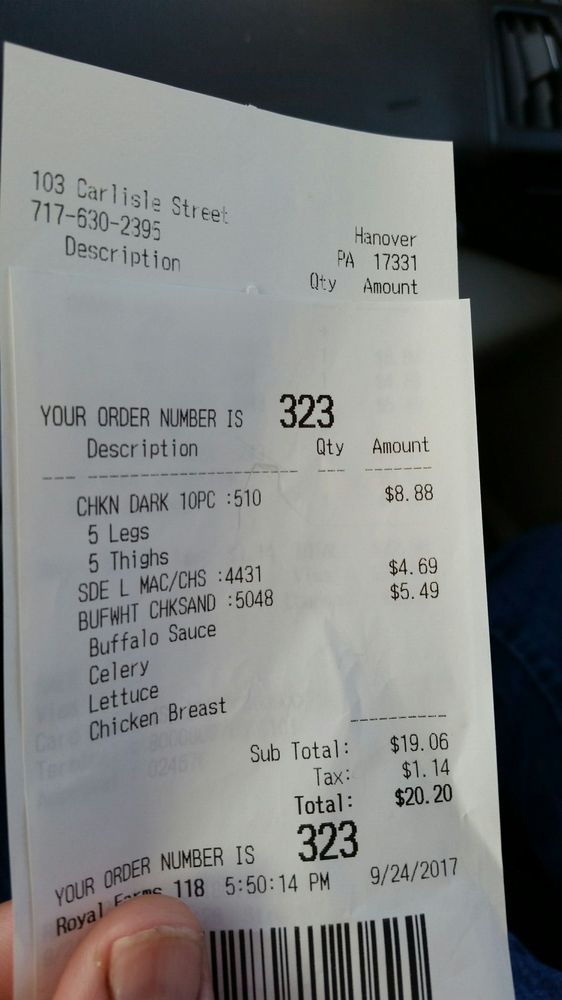 103 Carlisle Street
717-630-2395
Hanover
PA 17331
Description Qty Amount
YOUR ORDER NUMBER IS 323
Description Qty Amount
CHKN DARK 10PC :510 $8.88
5 Legs
5 Thighs
SDE L MAC/CHS :4431 $4.69
BUFWHT CHKSAND :5048 $5.49
Buffalo Sauce
Celery
Lettuce
Chicken Breast
Sub Total: $19.06
Tax: $1.14
Total: $20.20
YOUR ORDER NUMBER IS 323
Royal Farms 118 5:50:14 PM 9/24/2017